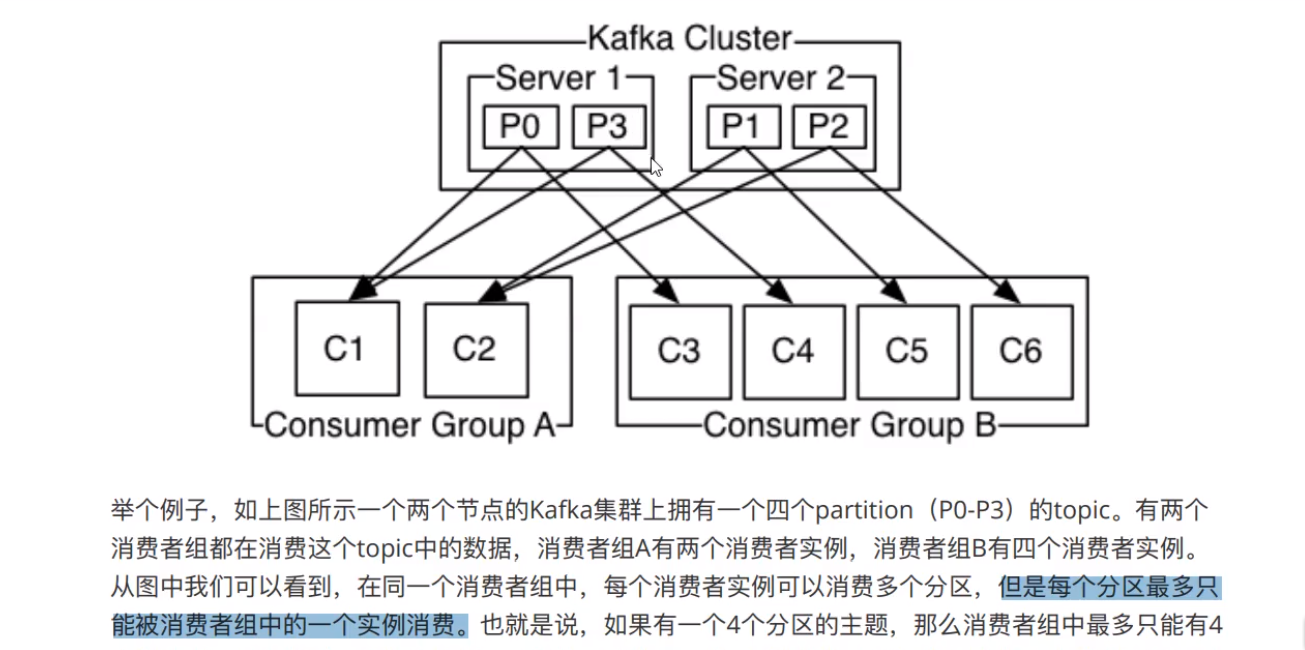 Kafka Cluster
Server 1
Server 2
P0
P3
P1
P2
C1
C2
C3
C4
C5
C6
Consumer Group A
Consumer Group B
举个例子，如上图所示一个两个节点的Kafka集群上拥有一个四个partition（P0-P3）的topic。有两个
消费者组都在消费这个topic中的数据，消费者组A有两个消费者实例，消费者组B有四个消费者实例。
从图中我们可以看到，在同一个消费者组中，每个消费者实例可以消费多个分区，但是每个分区最多只
能被消费者组中的一个实例消费。也就是说，如果有一个4个分区的主题，那么消费者组中最多只能有4